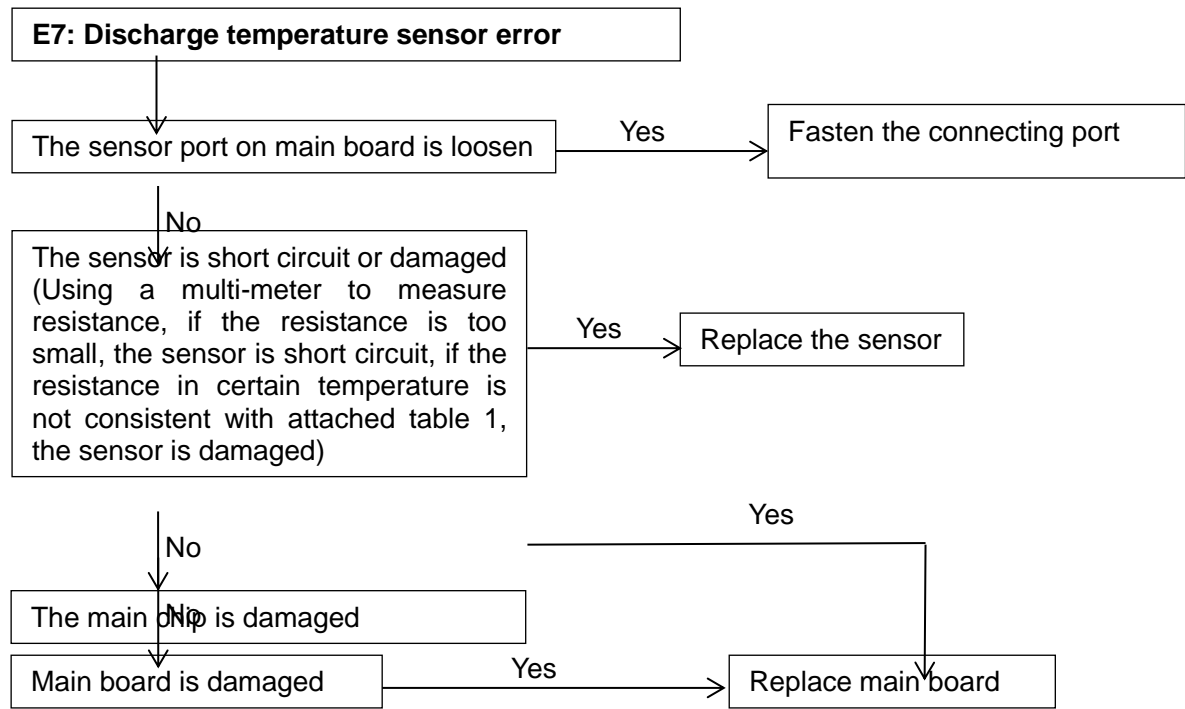 E7: Discharge temperature sensor error
The sensor port on main board is loosen
Yes
Fasten the connecting port
No
The sensor is short circuit or damaged
(Using a multi-meter to measure
resistance, if the resistance is too
small, the sensor is short circuit, if the
resistance in certain temperature is
not consistent with attached table 1,
the sensor is damaged)
Yes
Replace the sensor
No
Yes
The main chip is damaged
No
Main board is damaged
Yes
Replace main board